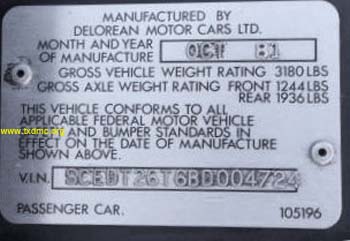 MANUFACTURED BY
DELOREAN MOTOR CARS LTD.
MONTH AND YEAR
OF MANUFACTURE OCT 81
GROSS VEHICLE WEIGHT RATING 3180 LBS
GROSS AXLE WEIGHT RATING FRONT 1244 LBS
REAR 1936 LBS
THIS VEHICLE CONFORMS TO ALL
APPLICABLE FEDERAL MOTOR VEHICLE
www.txdmc.org AND BUMPER STANDARDS IN
EFFECT ON THE DATE OF MANUFACTURE
SHOWN ABOVE.
V.I.N. SCEDT26T6BD004724
PASSENGER CAR. 105196